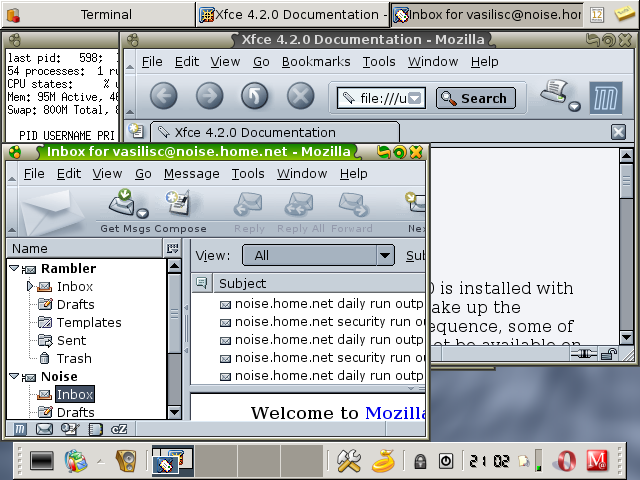 Terminal
Xfce 4.2.0 Documentation -
Inbox for vasilisc@noise.hom
12
last pid: 598;
54 processes: 1 ru
CPU states: % u
Mem: 95M Active, 46
Swap: 800M Total, 8
PID USERNAME PRI
Xfce 4.2.0 Documentation - Mozilla
File Edit View Go Bookmarks Tools Window Help
file:///u
Search
Xfce 4.2.0 Documentation
0 is installed with
ake up the
equence, some of
ot be available on
Inbox for vasilisc@noise.home.net - Mozilla
File Edit View Go Message Tools Window Help
Get Msgs Compose Reply Reply All Forward Nex
Name
View: All Sub
Subject
Rambler
Inbox
Drafts
Templates
Sent
Trash
Noise
Inbox
Drafts
noise.home.net daily run outp
noise.home.net security run o
noise.home.net daily run outp
noise.home.net security run o
noise.home.net daily run outp
Welcome to Mozilla
21 02